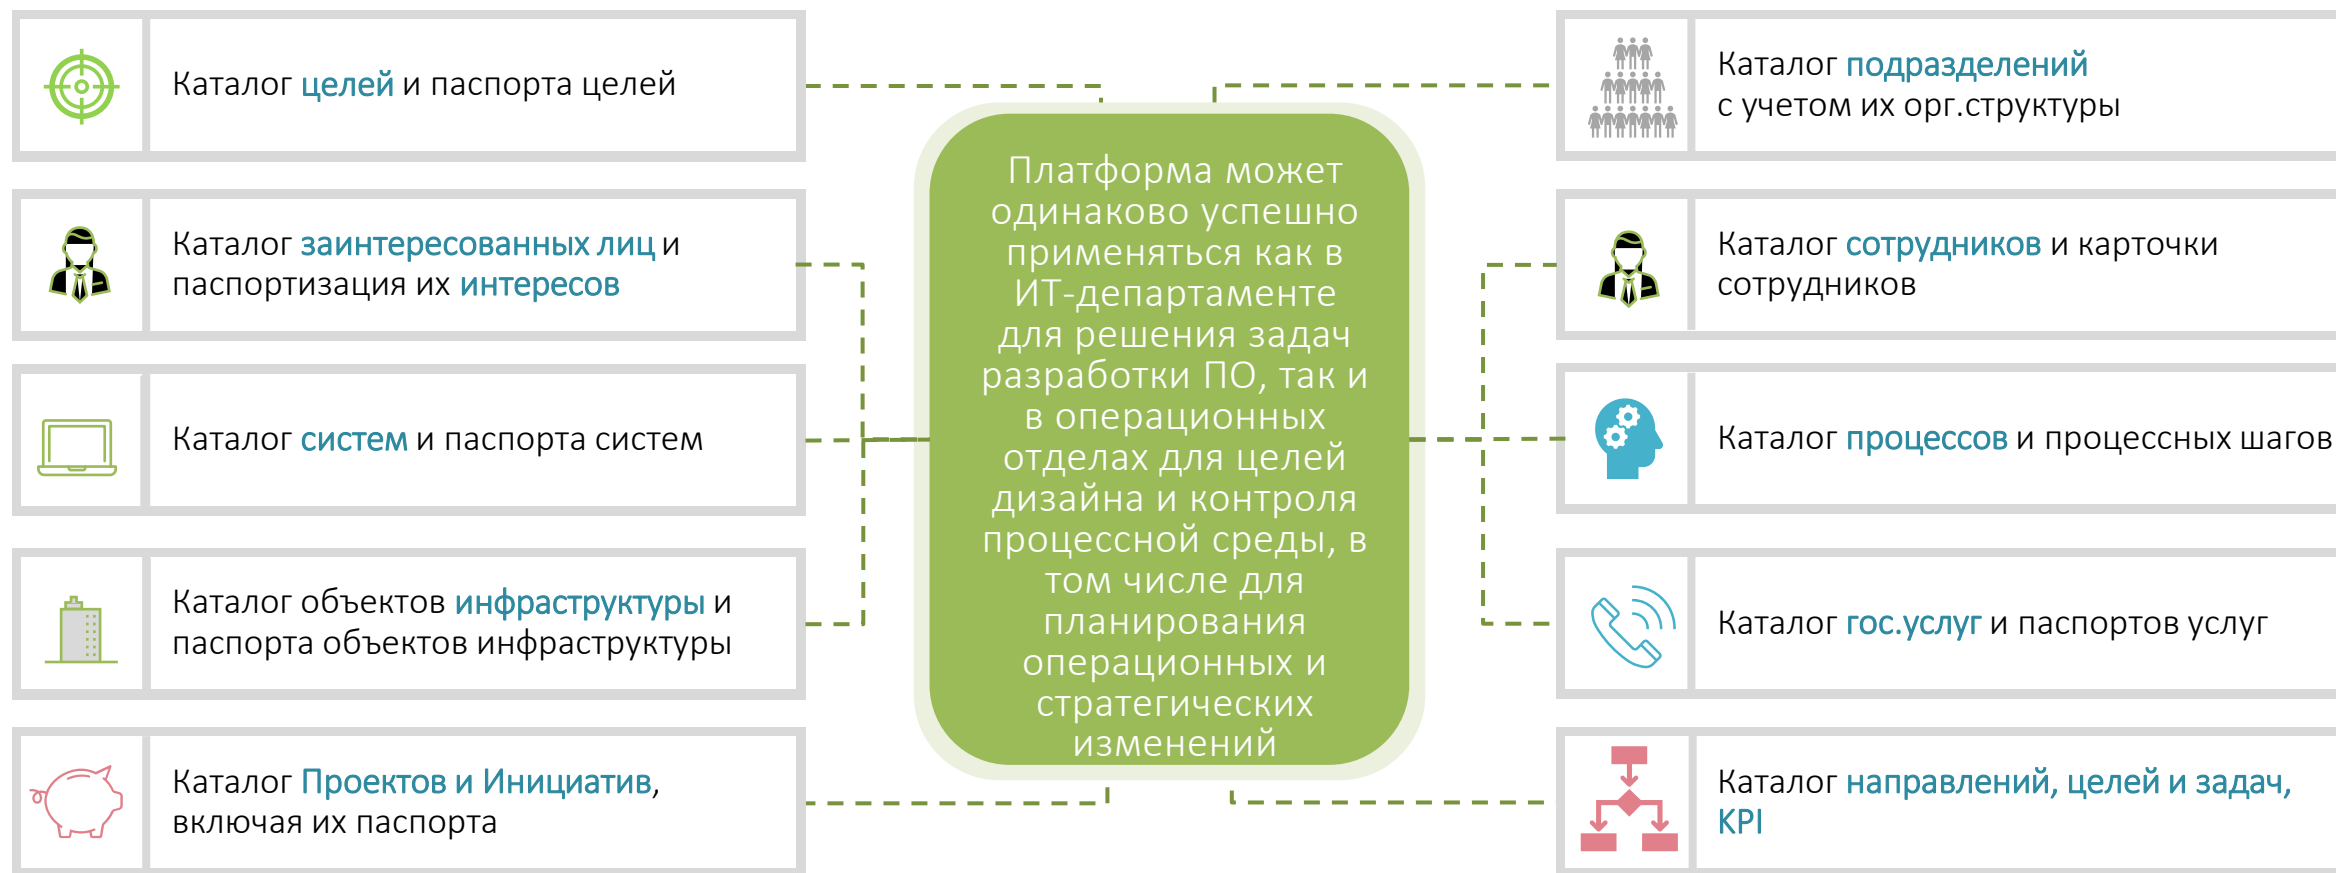 Каталог целей и паспорта целей
Каталог заинтересованных лиц и
паспортизация их интересов
Каталог систем и паспорта систем
Каталог объектов инфраструктуры и
паспорта объектов инфраструктуры
Каталог Проектов и Инициатив,
включая их паспорта
Платформа может
одинаково успешно
применяться как в
ИТ-департаменте
для решения задач
разработки ПО, так и
в операционных
отделах для целей
дизайна и контроля
процессной среды, в
том числе для
планирования
операционных и
стратегических
изменений
Каталог подразделений
с учетом их орг.структуры
Каталог сотрудников и карточки
сотрудников
Каталог процессов и процессных шагов
Каталог гос.услуг и паспортов услуг
Каталог направлений, целей и задач,
KPI